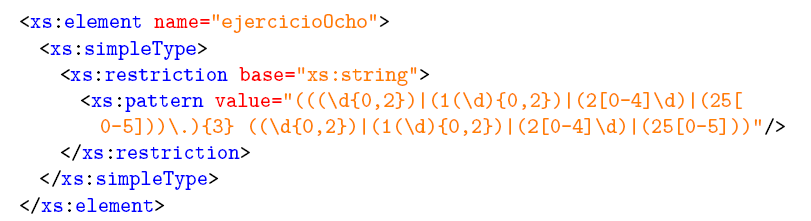 <xs:element name="ejercicioOcho">
<xs:simpleType>
<xs:restriction base="xs:string">
<xs:pattern value="(((\d{0,2})|(1(\d){0,2})|(2[0-4]\d)|(25[
0-5]))\.){3} ((\d{0,2})|(1(\d){0,2})|(2[0-4]\d)|(25[0-5]))"/>
</xs:restriction>
</xs:simpleType>
</xs:element>